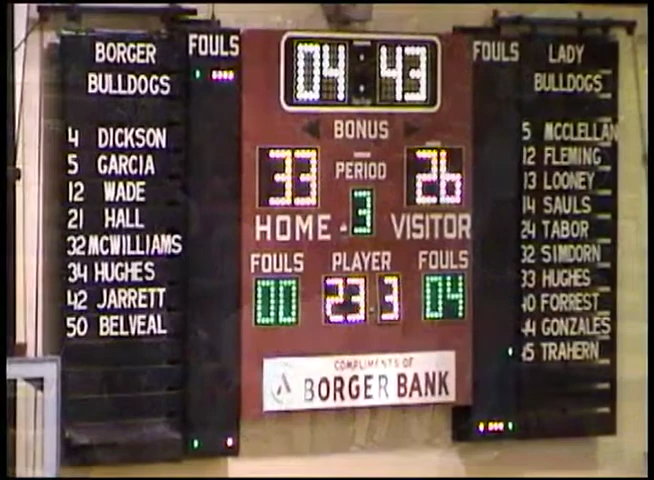 BORGER
BULLDOGS
4 DICKSON
5 GARCIA
12 WADE
21 HALL
32 MCWILLIAMS
34 HUGHES
42 JARRETT
50 BELVEAL
FOULS
04:43
BONUS
33 PERIOD 26
3
HOME VISITOR
FOULS PLAYER FOULS
00 23 3 04
COMPLIMENTS OF
BORGER BANK
FOULS
LADY
BULLDOGS
5 MCCLELLAN
12 FLEMING
13 LOONEY
14 SAULS
24 TABOR
32 SIMDORN
33 HUGHES
40 FORREST
44 GONZALES
45 TRAHERN